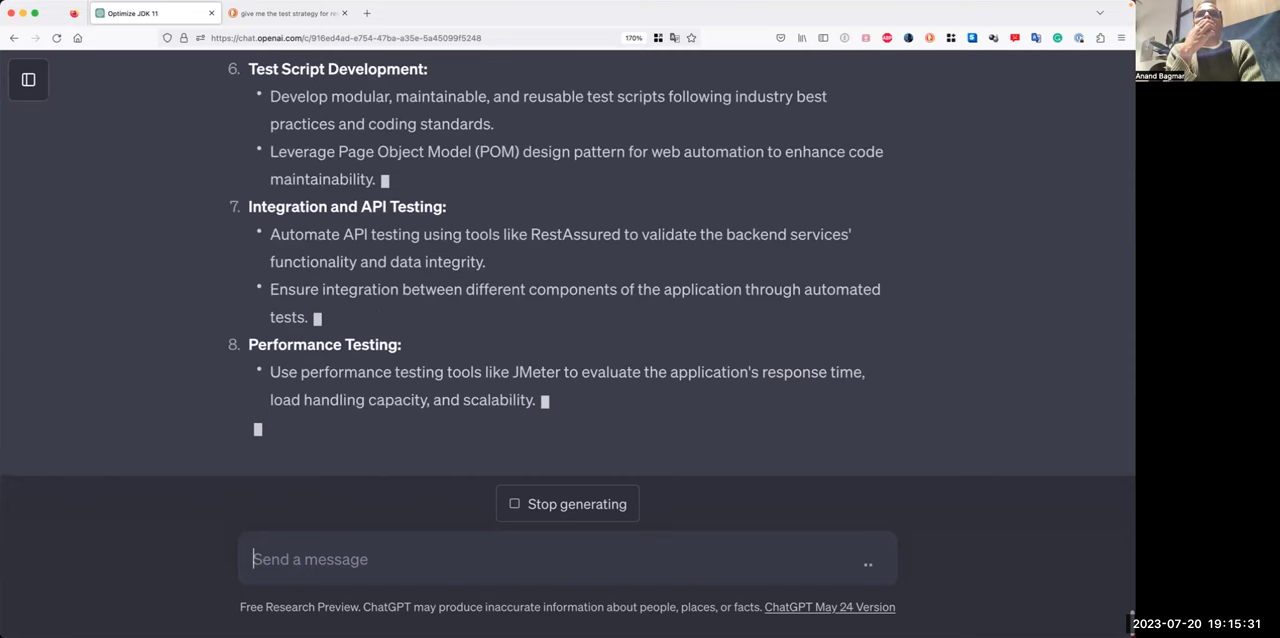 Optimize JDK 11
give me the test strategy for re
https://chat.openai.com/c/916ed4ad-e754-47ba-a35e-5a45099f5248
170%
Anand Bagmar
6. Test Script Development:
• Develop modular, maintainable, and reusable test scripts following industry best
practices and coding standards.
• Leverage Page Object Model (POM) design pattern for web automation to enhance code
maintainability.
7. Integration and API Testing:
• Automate API testing using tools like RestAssured to validate the backend services'
functionality and data integrity.
• Ensure integration between different components of the application through automated
tests.
8. Performance Testing:
• Use performance testing tools like JMeter to evaluate the application's response time,
load handling capacity, and scalability.
Stop generating
Send a message
Free Research Preview. ChatGPT may produce inaccurate information about people, places, or facts. ChatGPT May 24 Version
2023-07-20 19:15:31